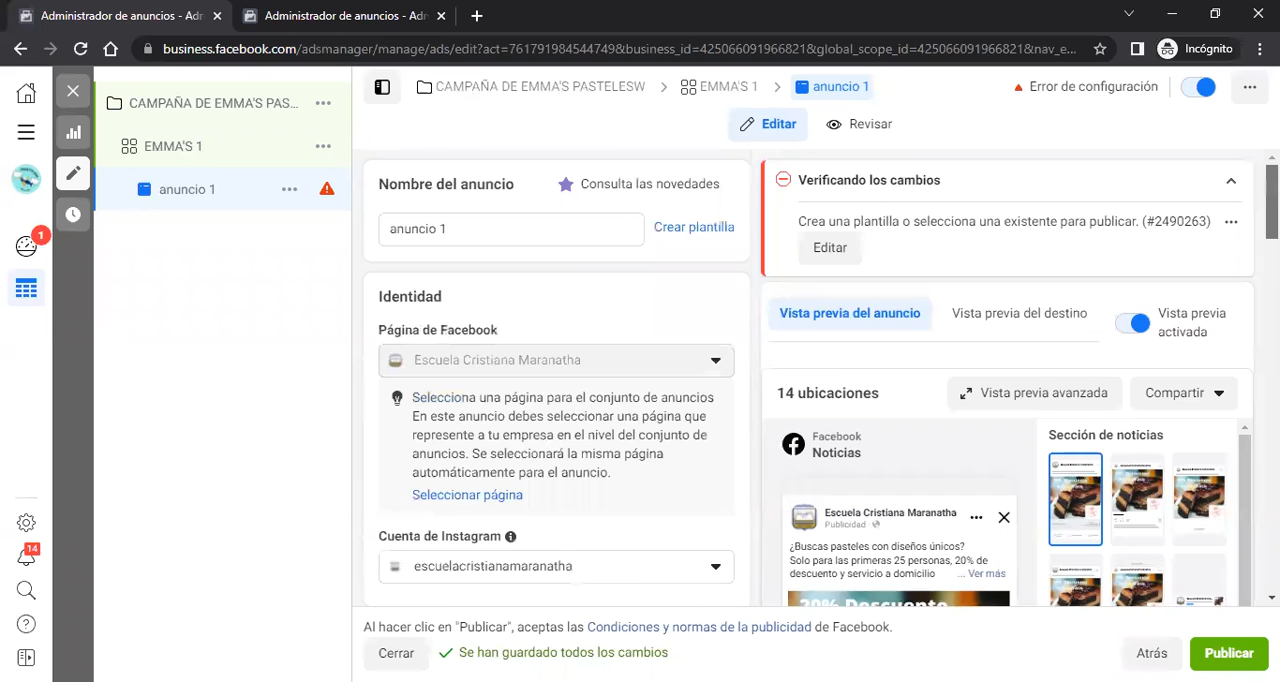 Administrador de anuncios - Adr
Administrador de anuncios - Adr
business.facebook.com/adsmanager/manage/ads/edit?act=761791984544749&business_id=425066091966821&global_scope_id=425066091966821&nav_e...
Incógnito
CAMPAÑA DE EMMA'S PAS...
EMMA'S 1
anuncio 1
CAMPAÑA DE EMMA'S PASTELESW
EMMA'S 1
anuncio 1
Error de configuración
Editar
Revisar
Nombre del anuncio
Consulta las novedades
anuncio 1
Crear plantilla
Identidad
Página de Facebook
Escuela Cristiana Maranatha
Selecciona una página para el conjunto de anuncios
En este anuncio debes seleccionar una página que
represente a tu empresa en el nivel del conjunto de
anuncios. Se seleccionará la misma página
automáticamente para el anuncio.
Seleccionar página
Cuenta de Instagram
escuelacristianamaranatha
Verificando los cambios
Crea una plantilla o selecciona una existente para publicar. (#2490263)
Editar
Vista previa del anuncio
Vista previa del destino
Vista previa
activada
14 ubicaciones
Vista previa avanzada
Compartir
Facebook
Noticias
Sección de noticias
Escuela Cristiana Maranatha
Publicidad
¿Buscas pasteles con diseños únicos?
Solo para las primeras 25 personas, 20% de
descuento y servicio a domicilio ... Ver más
20% Descuento
1
14
Al hacer clic en "Publicar", aceptas las Condiciones y normas de la publicidad de Facebook.
Cerrar
Se han guardado todos los cambios
Atrás
Publicar